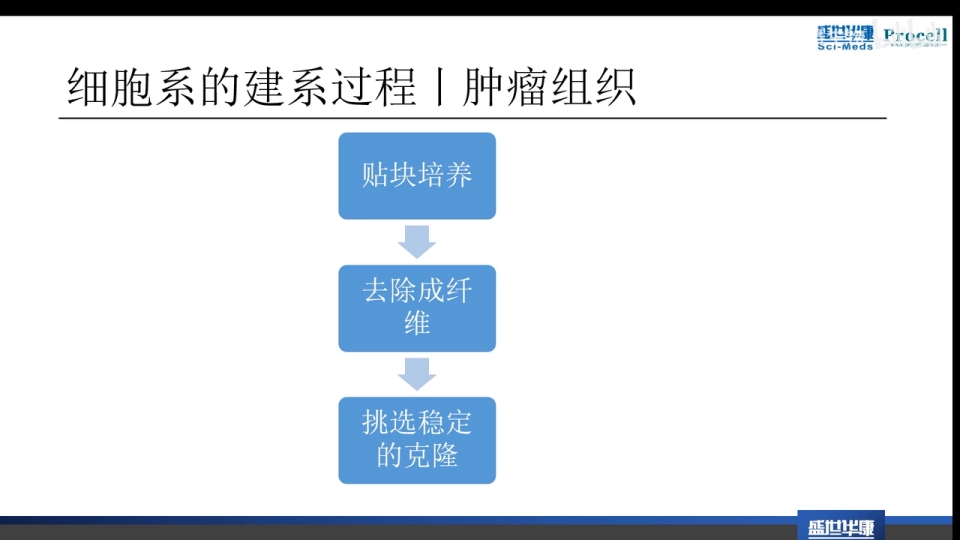 盛世华康
Sci-Meds
Procell
细胞系的建系过程丨肿瘤组织
贴块培养
去除成纤
维
挑选稳定
的克隆
盛世华康